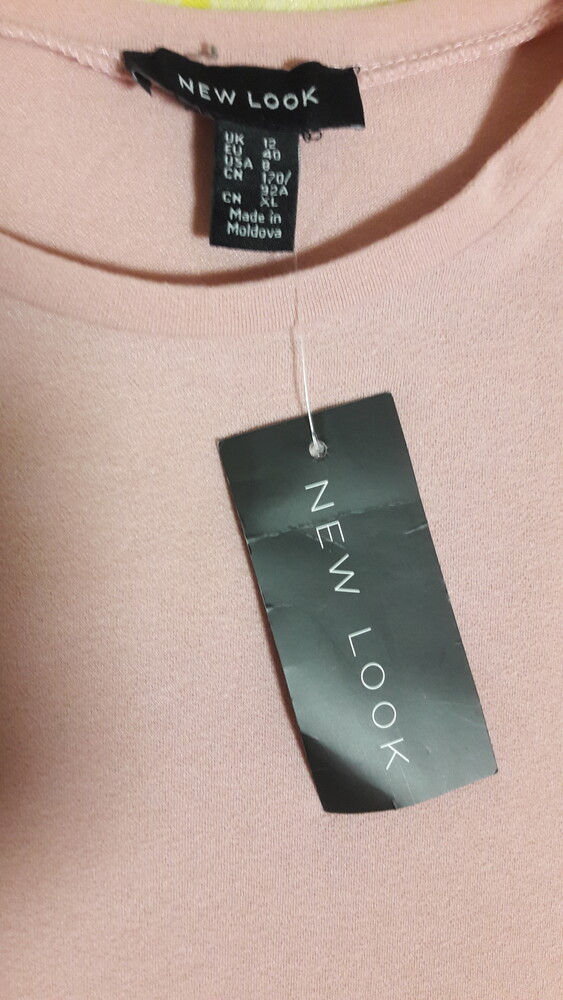 NEW LOOK
UK 12
EU 40
USA 8
CN 170/
92A
CN XL
Made in
Moldova
NEW LOOK